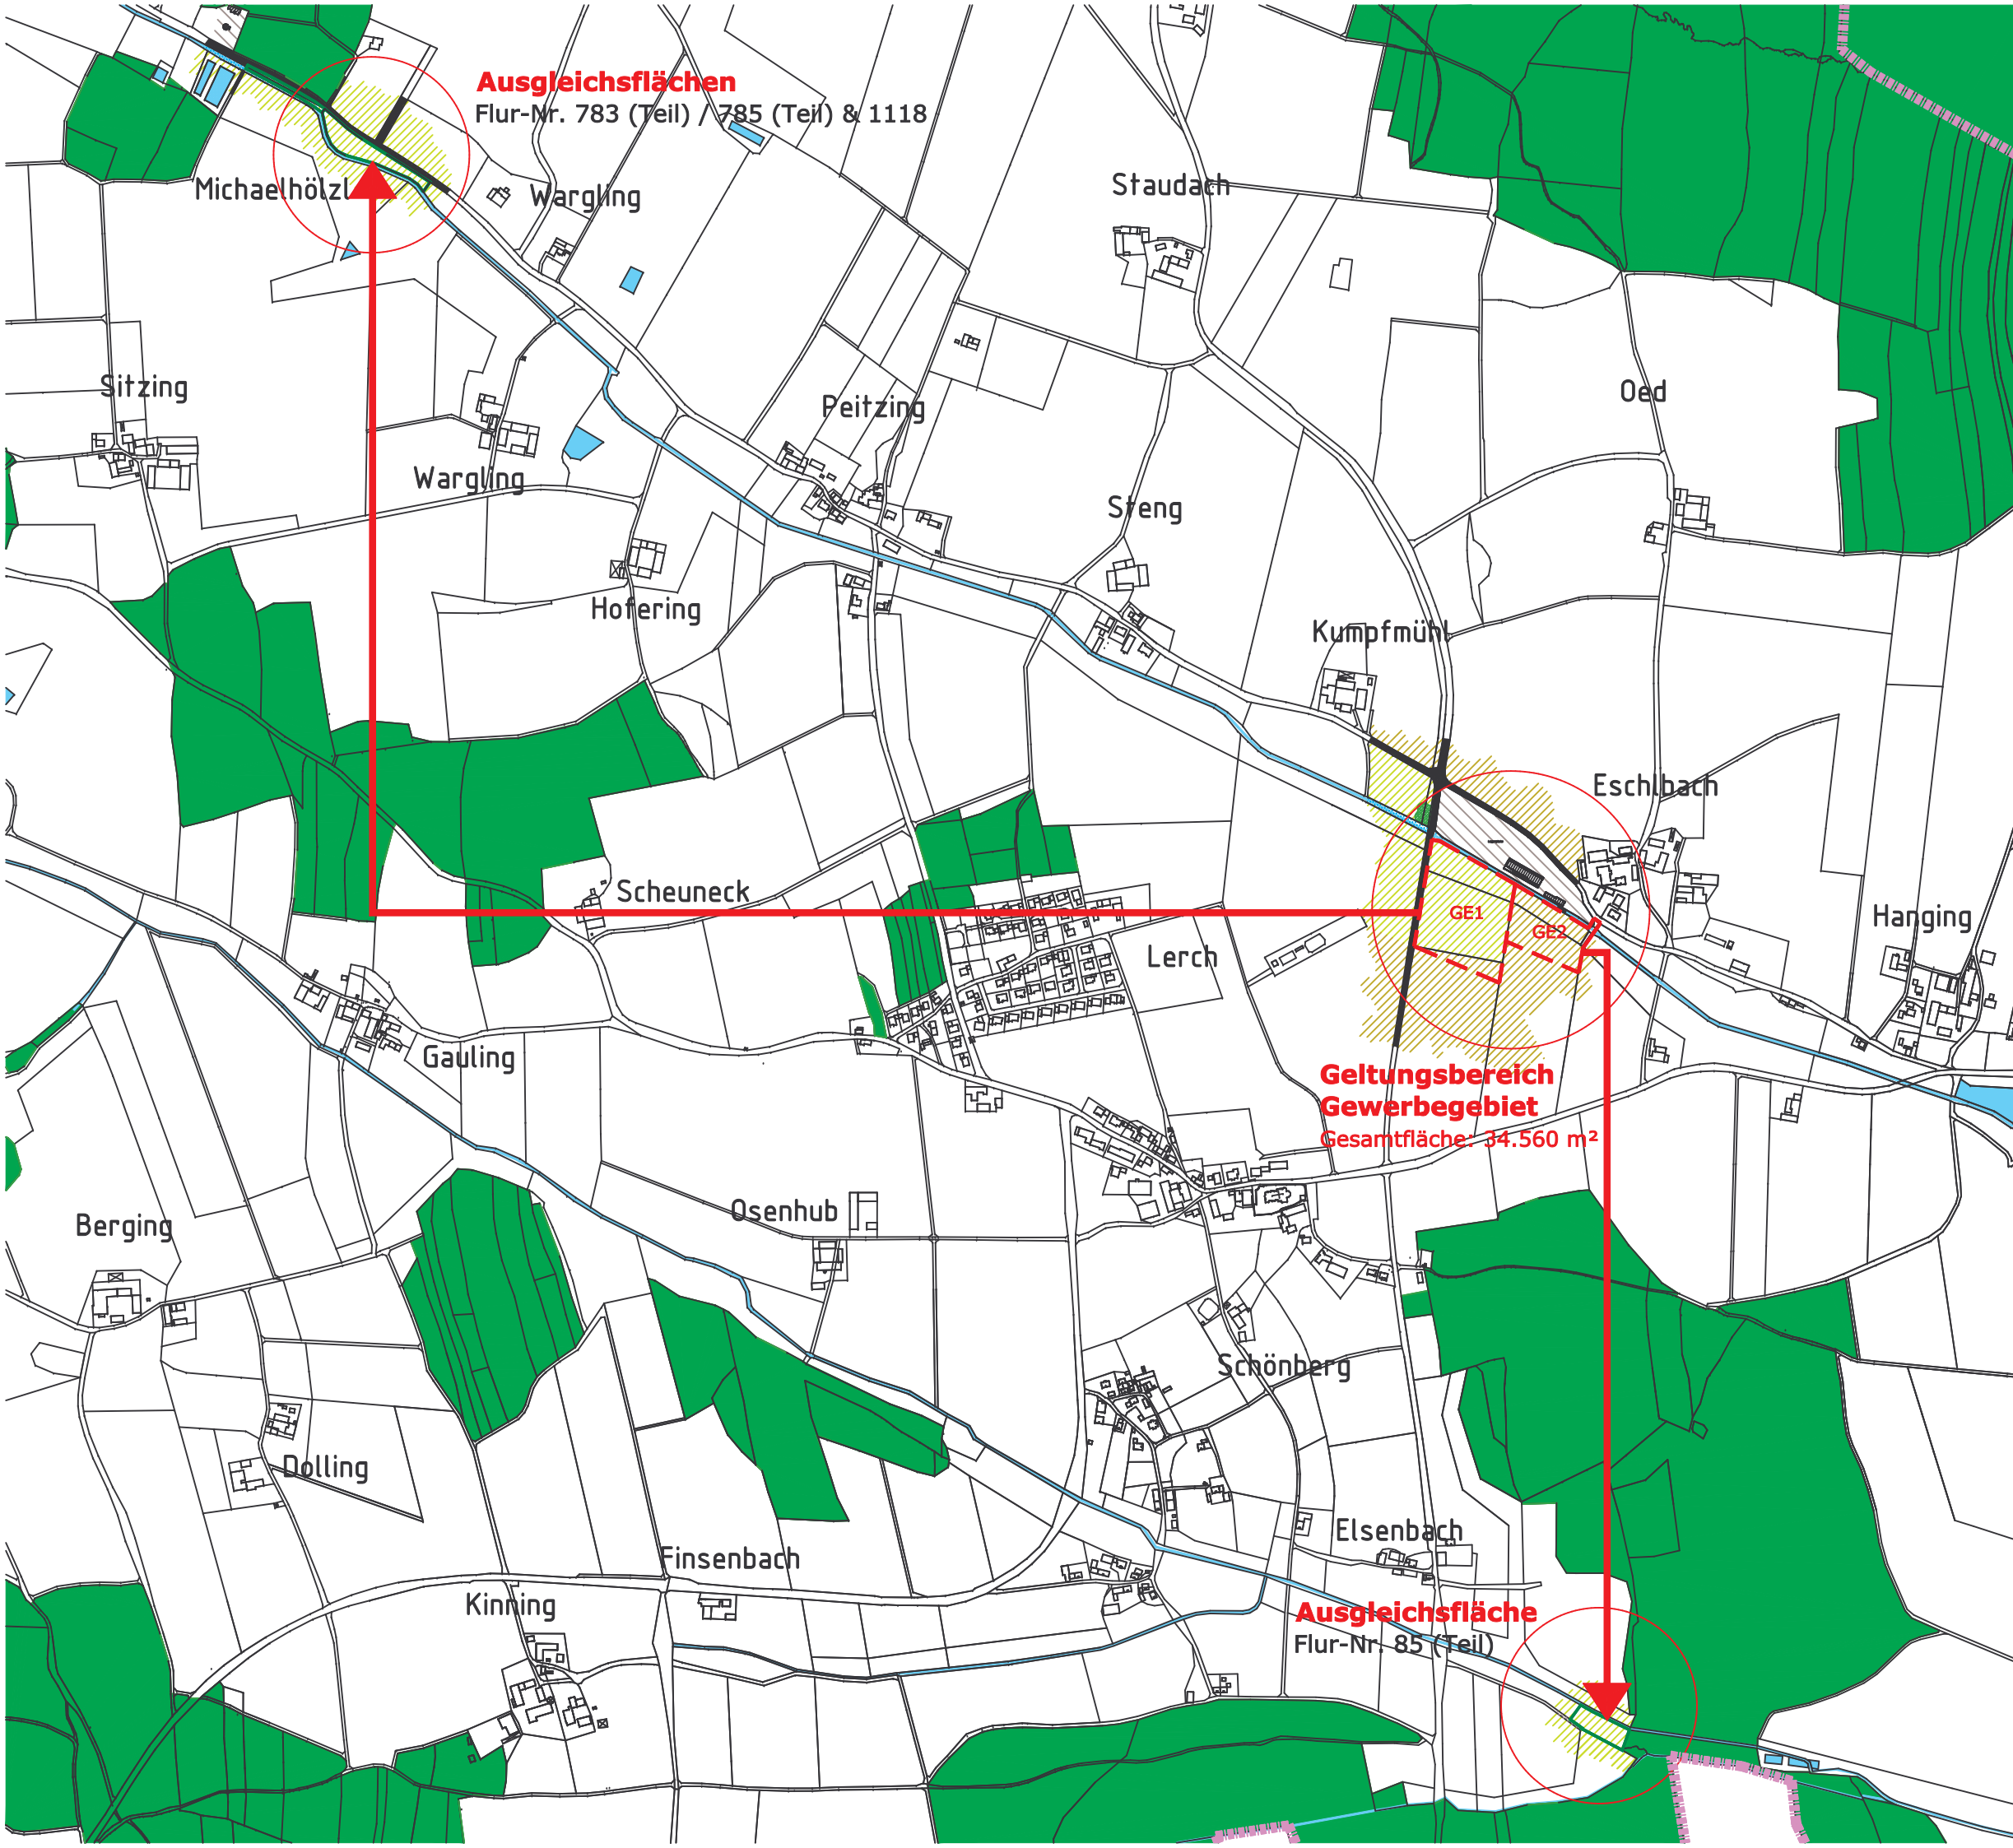 Ausgleichsflächen
Flur-Nr. 783 (Teil) / 785 (Teil) & 1118
Michaelhölzl
Wargling
Staudach
Sitzing
Peitzing
Oed
Wargling
Steng
Hofering
Kumpfmühl
Eschlbach
Scheuneck
GE1
GE2
Hanging
Lerch
Gauling
Geltungsbereich
Gewerbegebiet
Gesamtfläche: 34.560 m²
Osenhub
Berging
Schönberg
Dolling
Elsenbach
Finsenbach
Kinning
Ausgleichsfläche
Flur-Nr. 85 (Teil)